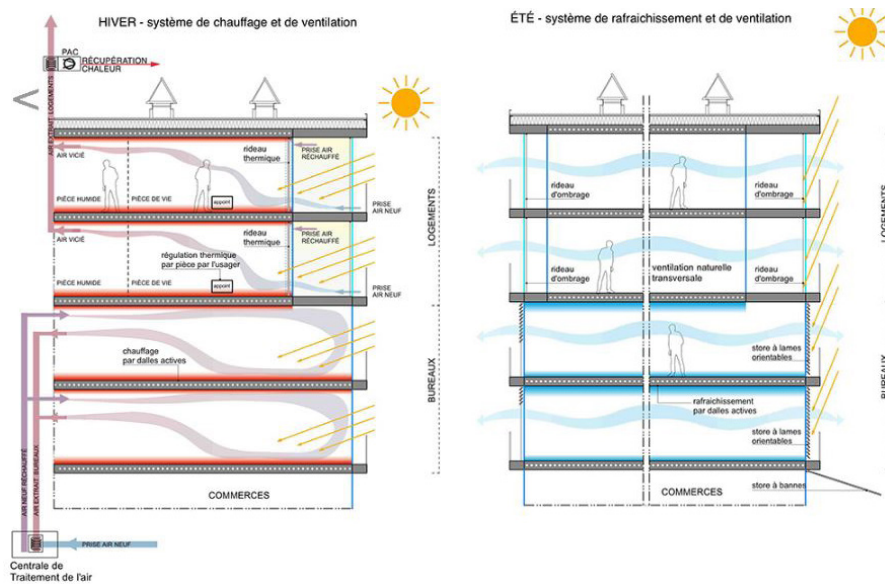 HIVER - système de chauffage et de ventilation
PAC
RÉCUPÉRATION
CHALEUR
AIR EXTRAIT LOGEMENTS
AIR VICIÉ
rideau
thermique
PRISE AIR
RÉCHAUFFÉ
PIÈCE HUMIDE
PIÈCE DE VIE
appoint
PRISE
AIR NEUF
LOGEMENTS
AIR VICIÉ
rideau
thermique
PRISE AIR
RÉCHAUFFÉ
régulation thermique
par pièce par l'usager
PIÈCE HUMIDE
PIÈCE DE VIE
appoint
PRISE
AIR NEUF
chauffage
par dalles actives
BUREAUX
AIR NEUF RÉCHAUFFÉ
AIR EXTRAIT BUREAUX
COMMERCES
PRISE AIR NEUF
Centrale de
Traitement de l'air
ÉTÉ - système de rafraichissement et de ventilation
rideau
d'ombrage
rideau
d'ombrage
LOGEMENTS
rideau
d'ombrage
ventilation naturelle
transversale
rideau
d'ombrage
store à lames
orientables
BUREAUX
rafraichissement
par dalles actives
store à lames
orientables
COMMERCES
store à bannes